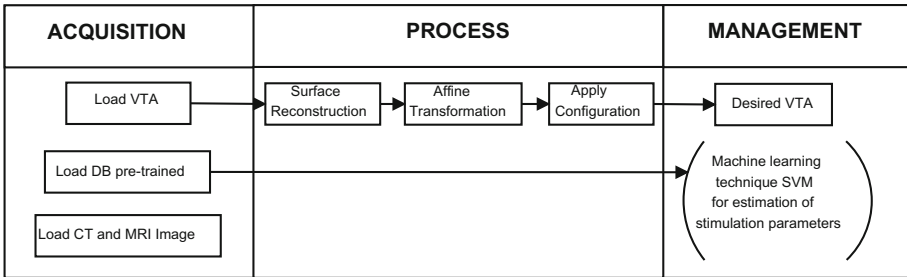 ACQUISITION
PROCESS
MANAGEMENT
Load VTA
Surface
Reconstruction
Affine
Transformation
Apply
Configuration
Desired VTA
Load DB pre-trained
Machine learning
technique SVM
for estimation of
stimulation parameters
Load CT and MRI Image